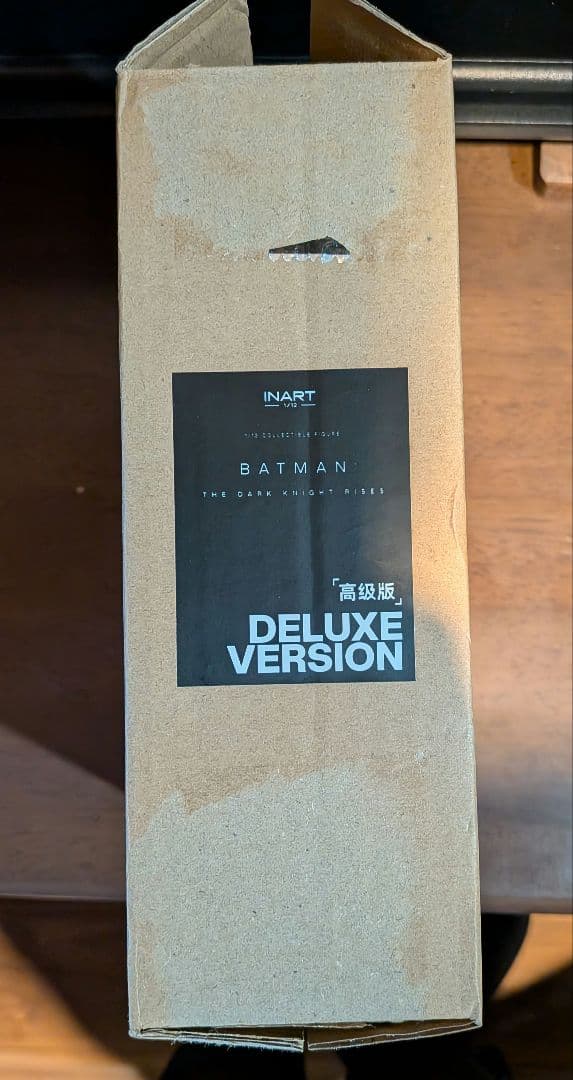 INART
1/12
1/12 COLLECTIBLE FIGURE
BATMAN
THE DARK KNIGHT RISES
「高级版」
DELUXE
VERSION